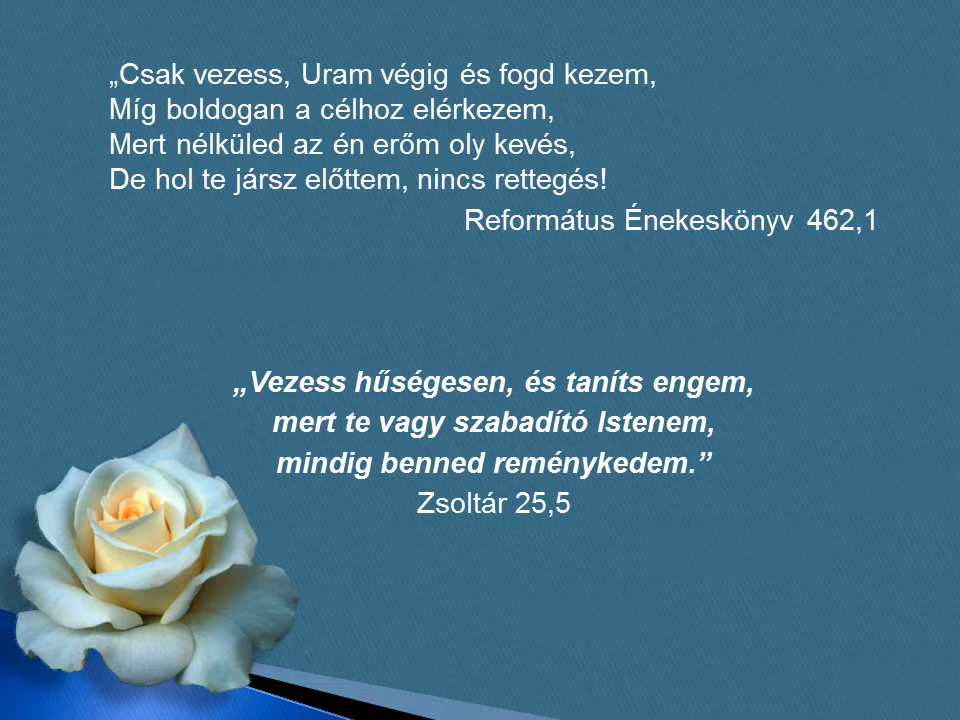 „Csak vezess, Uram végig és fogd kezem,
Míg boldogan a célhoz elérkezem,
Mert nélküled az én erőm oly kevés,
De hol te jársz előttem, nincs rettegés!
Református Énekeskönyv 462,1
„Vezess hűségesen, és taníts engem,
mert te vagy szabadító Istenem,
mindig benned reménykedem.”
Zsoltár 25,5